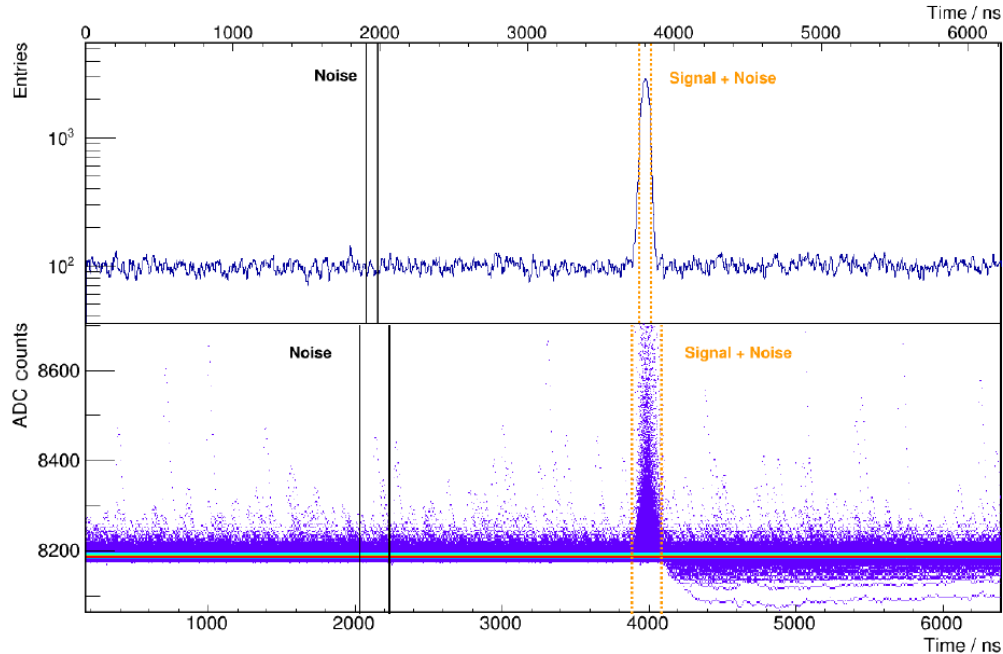 Time / ns
0 1000 2000 3000 4000 5000 6000
Entries
Noise
Signal + Noise
10³
10²
ADC counts
Noise
Signal + Noise
8600
8400
8200
1000 2000 3000 4000 5000 6000
Time / ns